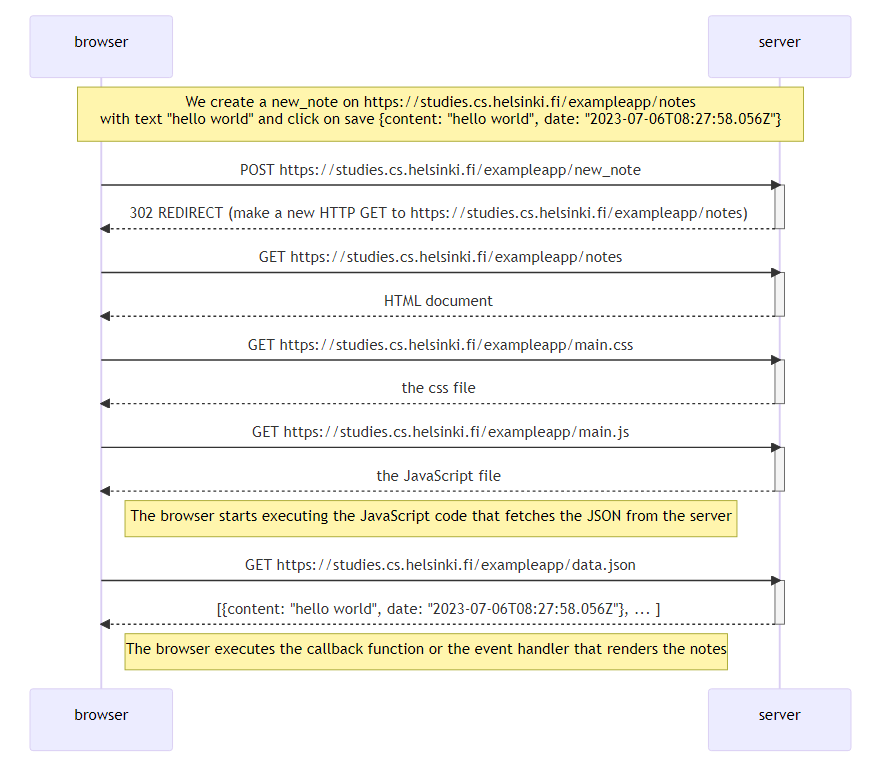 browser
server
We create a new_note on https://studies.cs.helsinki.fi/exampleapp/notes
with text "hello world" and click on save {content: "hello world", date: "2023-07-06T08:27:58.056Z"}
POST https://studies.cs.helsinki.fi/exampleapp/new_note
302 REDIRECT (make a new HTTP GET to https://studies.cs.helsinki.fi/exampleapp/notes)
GET https://studies.cs.helsinki.fi/exampleapp/notes
HTML document
GET https://studies.cs.helsinki.fi/exampleapp/main.css
the css file
GET https://studies.cs.helsinki.fi/exampleapp/main.js
the JavaScript file
The browser starts executing the JavaScript code that fetches the JSON from the server
GET https://studies.cs.helsinki.fi/exampleapp/data.json
[{content: "hello world", date: "2023-07-06T08:27:58.056Z"}, ... ]
The browser executes the callback function or the event handler that renders the notes
browser
server